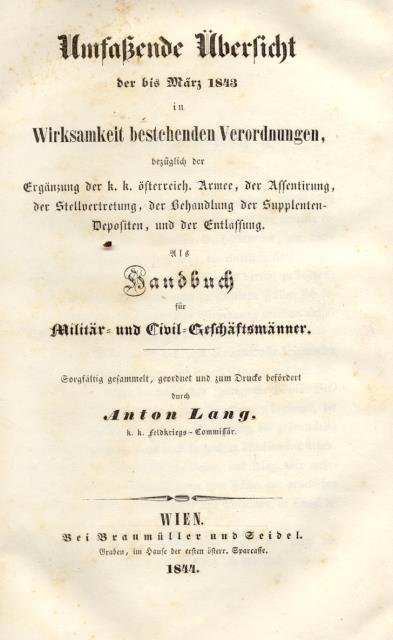 Umfaßende Übersicht
der bis März 1843
in
Wirksamkeit bestehenden Verordnungen,
bezüglich der
Ergänzung der k. k. österreich. Armee, der Assentirung,
der Stellvertretung, der Behandlung der Supplenten-
Depositen, und der Entlassung.
Als
Handbuch
für
Militär- und Civil-Geschäftsmänner.
Sorgfältig gesammelt, geordnet und zum Drucke befördert
durch
Anton Lang,
k. k. Feldkriegs-Commissär.
WIEN.
Bei Braumüller und Seidel.
Graben, im Hause der ersten österr. Sparcasse.
1844.